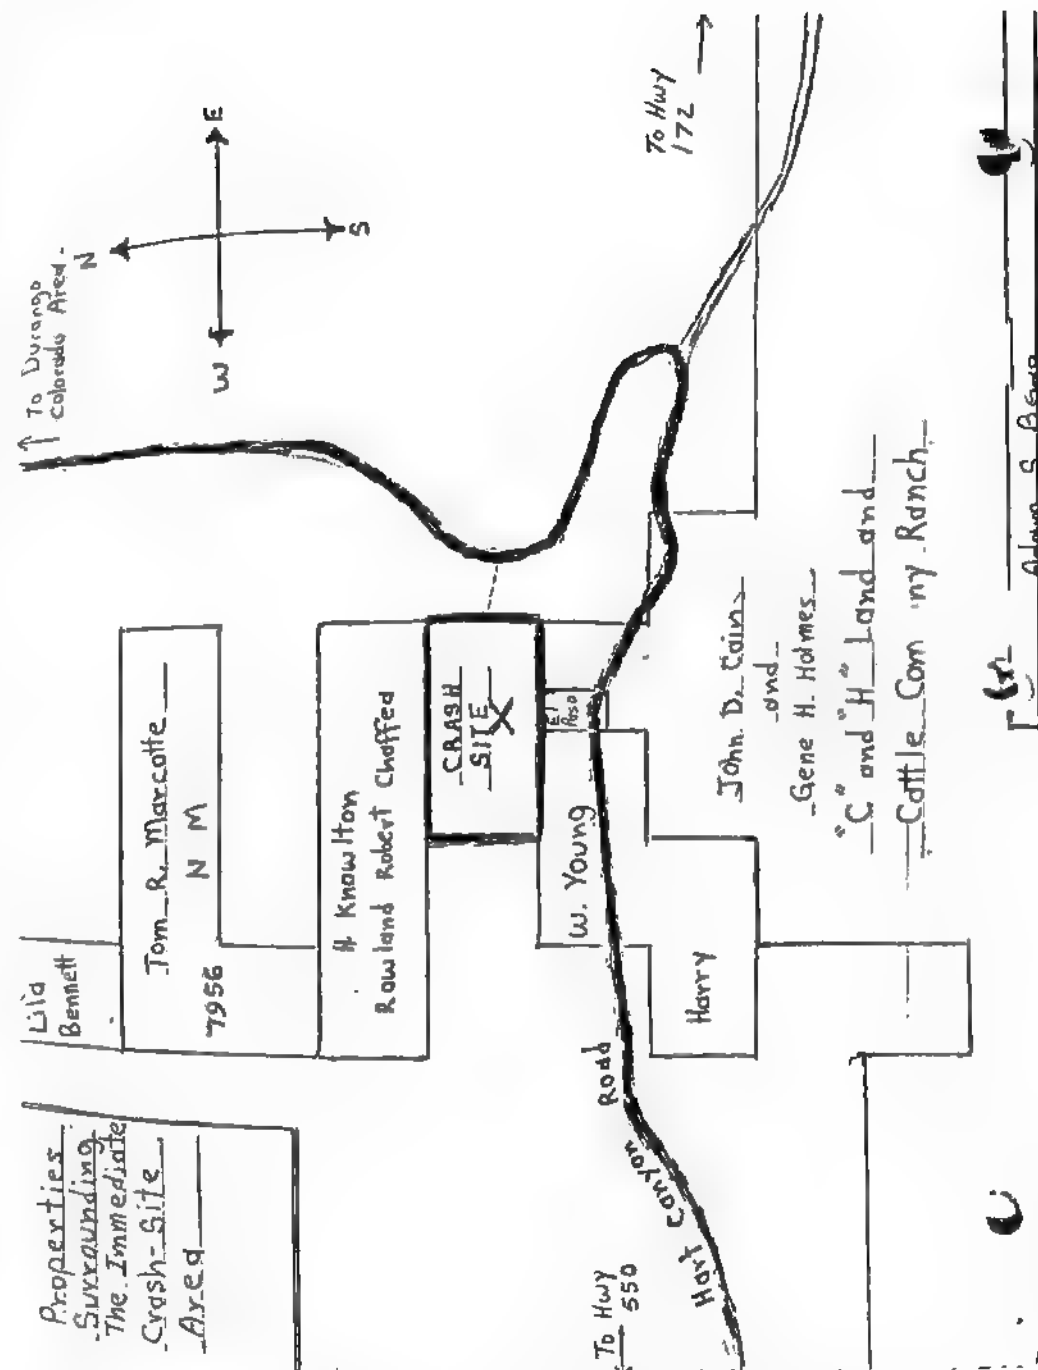 Properties
Surrounding
The Immediate
Crash-Site
Area
Lila
Bennett
Tom R. Marcotte
N M
7956
H Knowlton
Rowland Robert Chaffed
CRASH
SITE
X
El
Paso
W. Young
Harry
To Durango
Colorado Area
N
E
S
W
To Hwy
172
To Hwy
550
Hart Canyon Road
John D. Cain
and
Gene H. Holmes
"C" and "H" Land and
Cattle Com ny Ranch